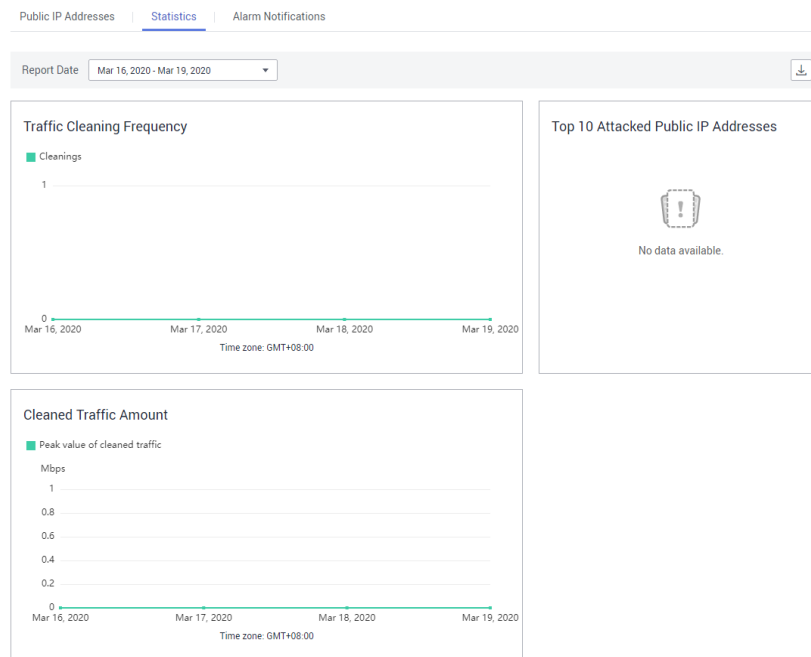 Public IP Addresses
Statistics
Alarm Notifications
Report Date
Mar 16, 2020 - Mar 19, 2020
Traffic Cleaning Frequency
Cleanings
1
0
Mar 16, 2020
Mar 17, 2020
Mar 18, 2020
Mar 19, 2020
Time zone: GMT+08:00
Top 10 Attacked Public IP Addresses
No data available.
Cleaned Traffic Amount
Peak value of cleaned traffic
Mbps
1
0.8
0.6
0.4
0.2
0
Mar 16, 2020
Mar 17, 2020
Mar 18, 2020
Mar 19, 2020
Time zone: GMT+08:00